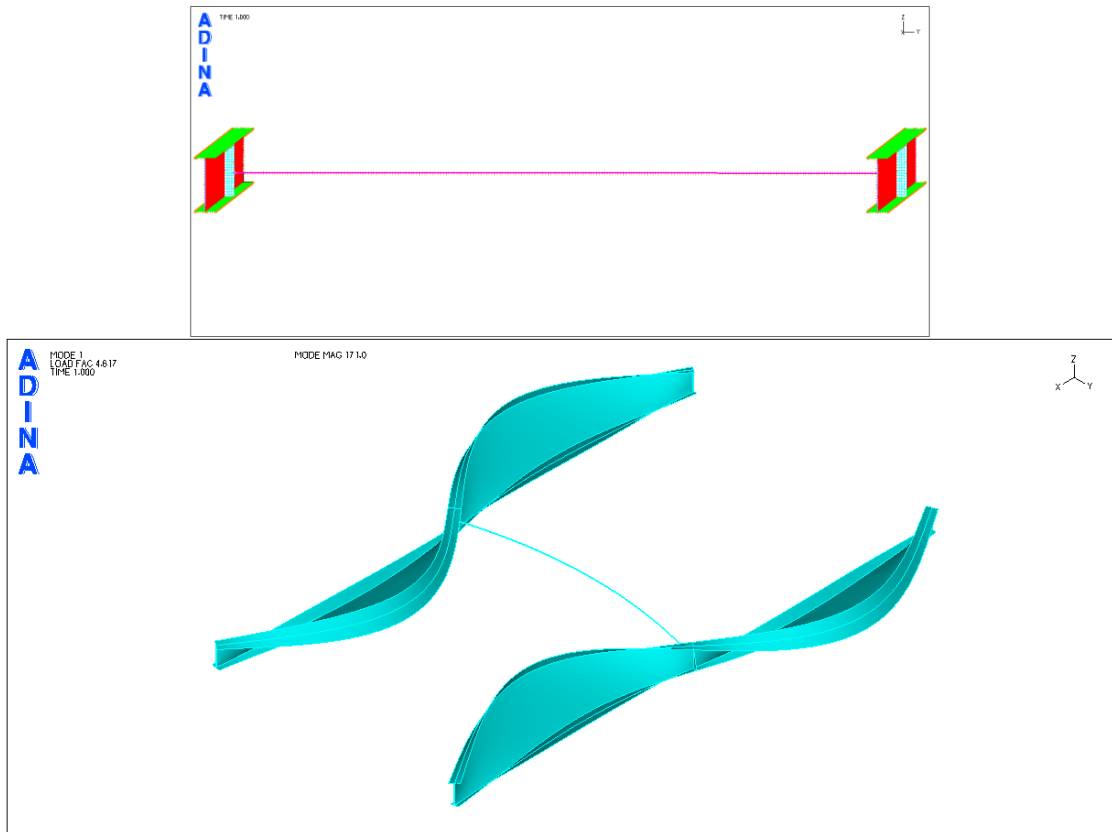 ADINA
TIME 1.000
Z
X Y
ADINA
MODE 1
LOAD FAC 4.617
TIME 1.000
MODE MAG 171.0
Z
X Y